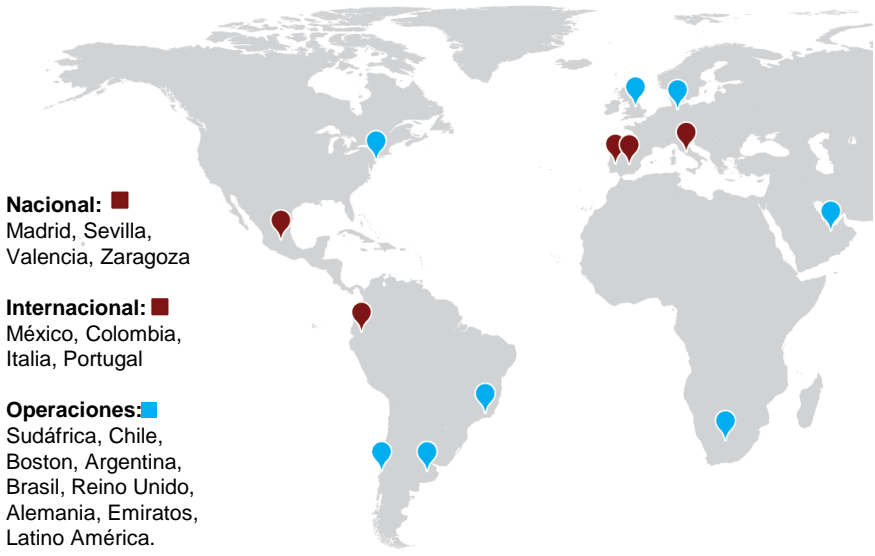 Nacional:
Madrid, Sevilla,
Valencia, Zaragoza
Internacional:
México, Colombia,
Italia, Portugal
Operaciones:
Sudáfrica, Chile,
Boston, Argentina,
Brasil, Reino Unido,
Alemania, Emiratos,
Latino América.